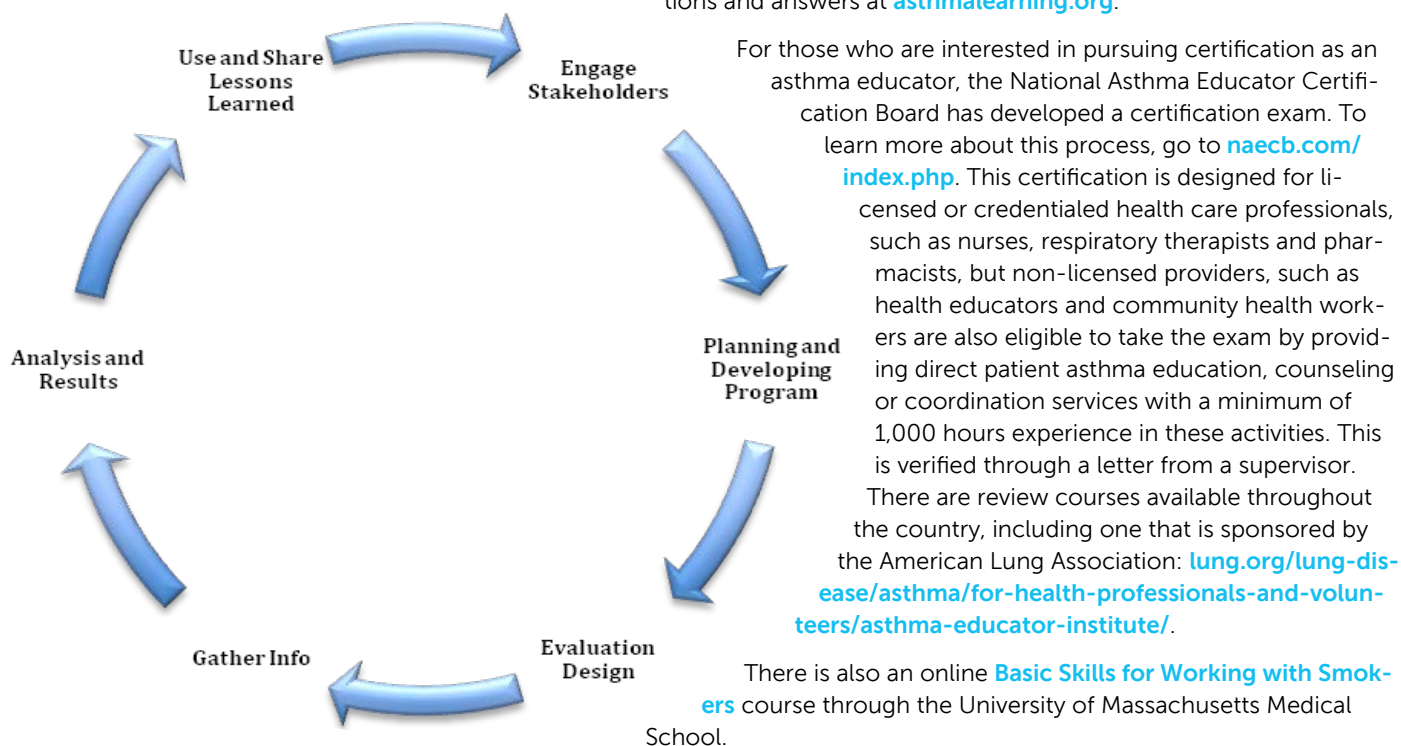 Use and Share
Lessons
Learned
Engage
Stakeholders
Planning and
Developing
Program
Evaluation
Design
Gather Info
Analysis and
Results
tions and answers at asthmalearning.org.
For those who are interested in pursuing certification as an
asthma educator, the National Asthma Educator Certifi-
cation Board has developed a certification exam. To
learn more about this process, go to naecb.com/
index.php. This certification is designed for li-
censed or credentialed health care professionals,
such as nurses, respiratory therapists and phar-
macists, but non-licensed providers, such as
health educators and community health work-
ers are also eligible to take the exam by provid-
ing direct patient asthma education, counseling
or coordination services with a minimum of
1,000 hours experience in these activities. This
is verified through a letter from a supervisor.
There are review courses available throughout
the country, including one that is sponsored by
the American Lung Association: lung.org/lung-dis-
ease/asthma/for-health-professionals-and-volun-
teers/asthma-educator-institute/.
There is also an online Basic Skills for Working with Smok-
ers course through the University of Massachusetts Medical
School.